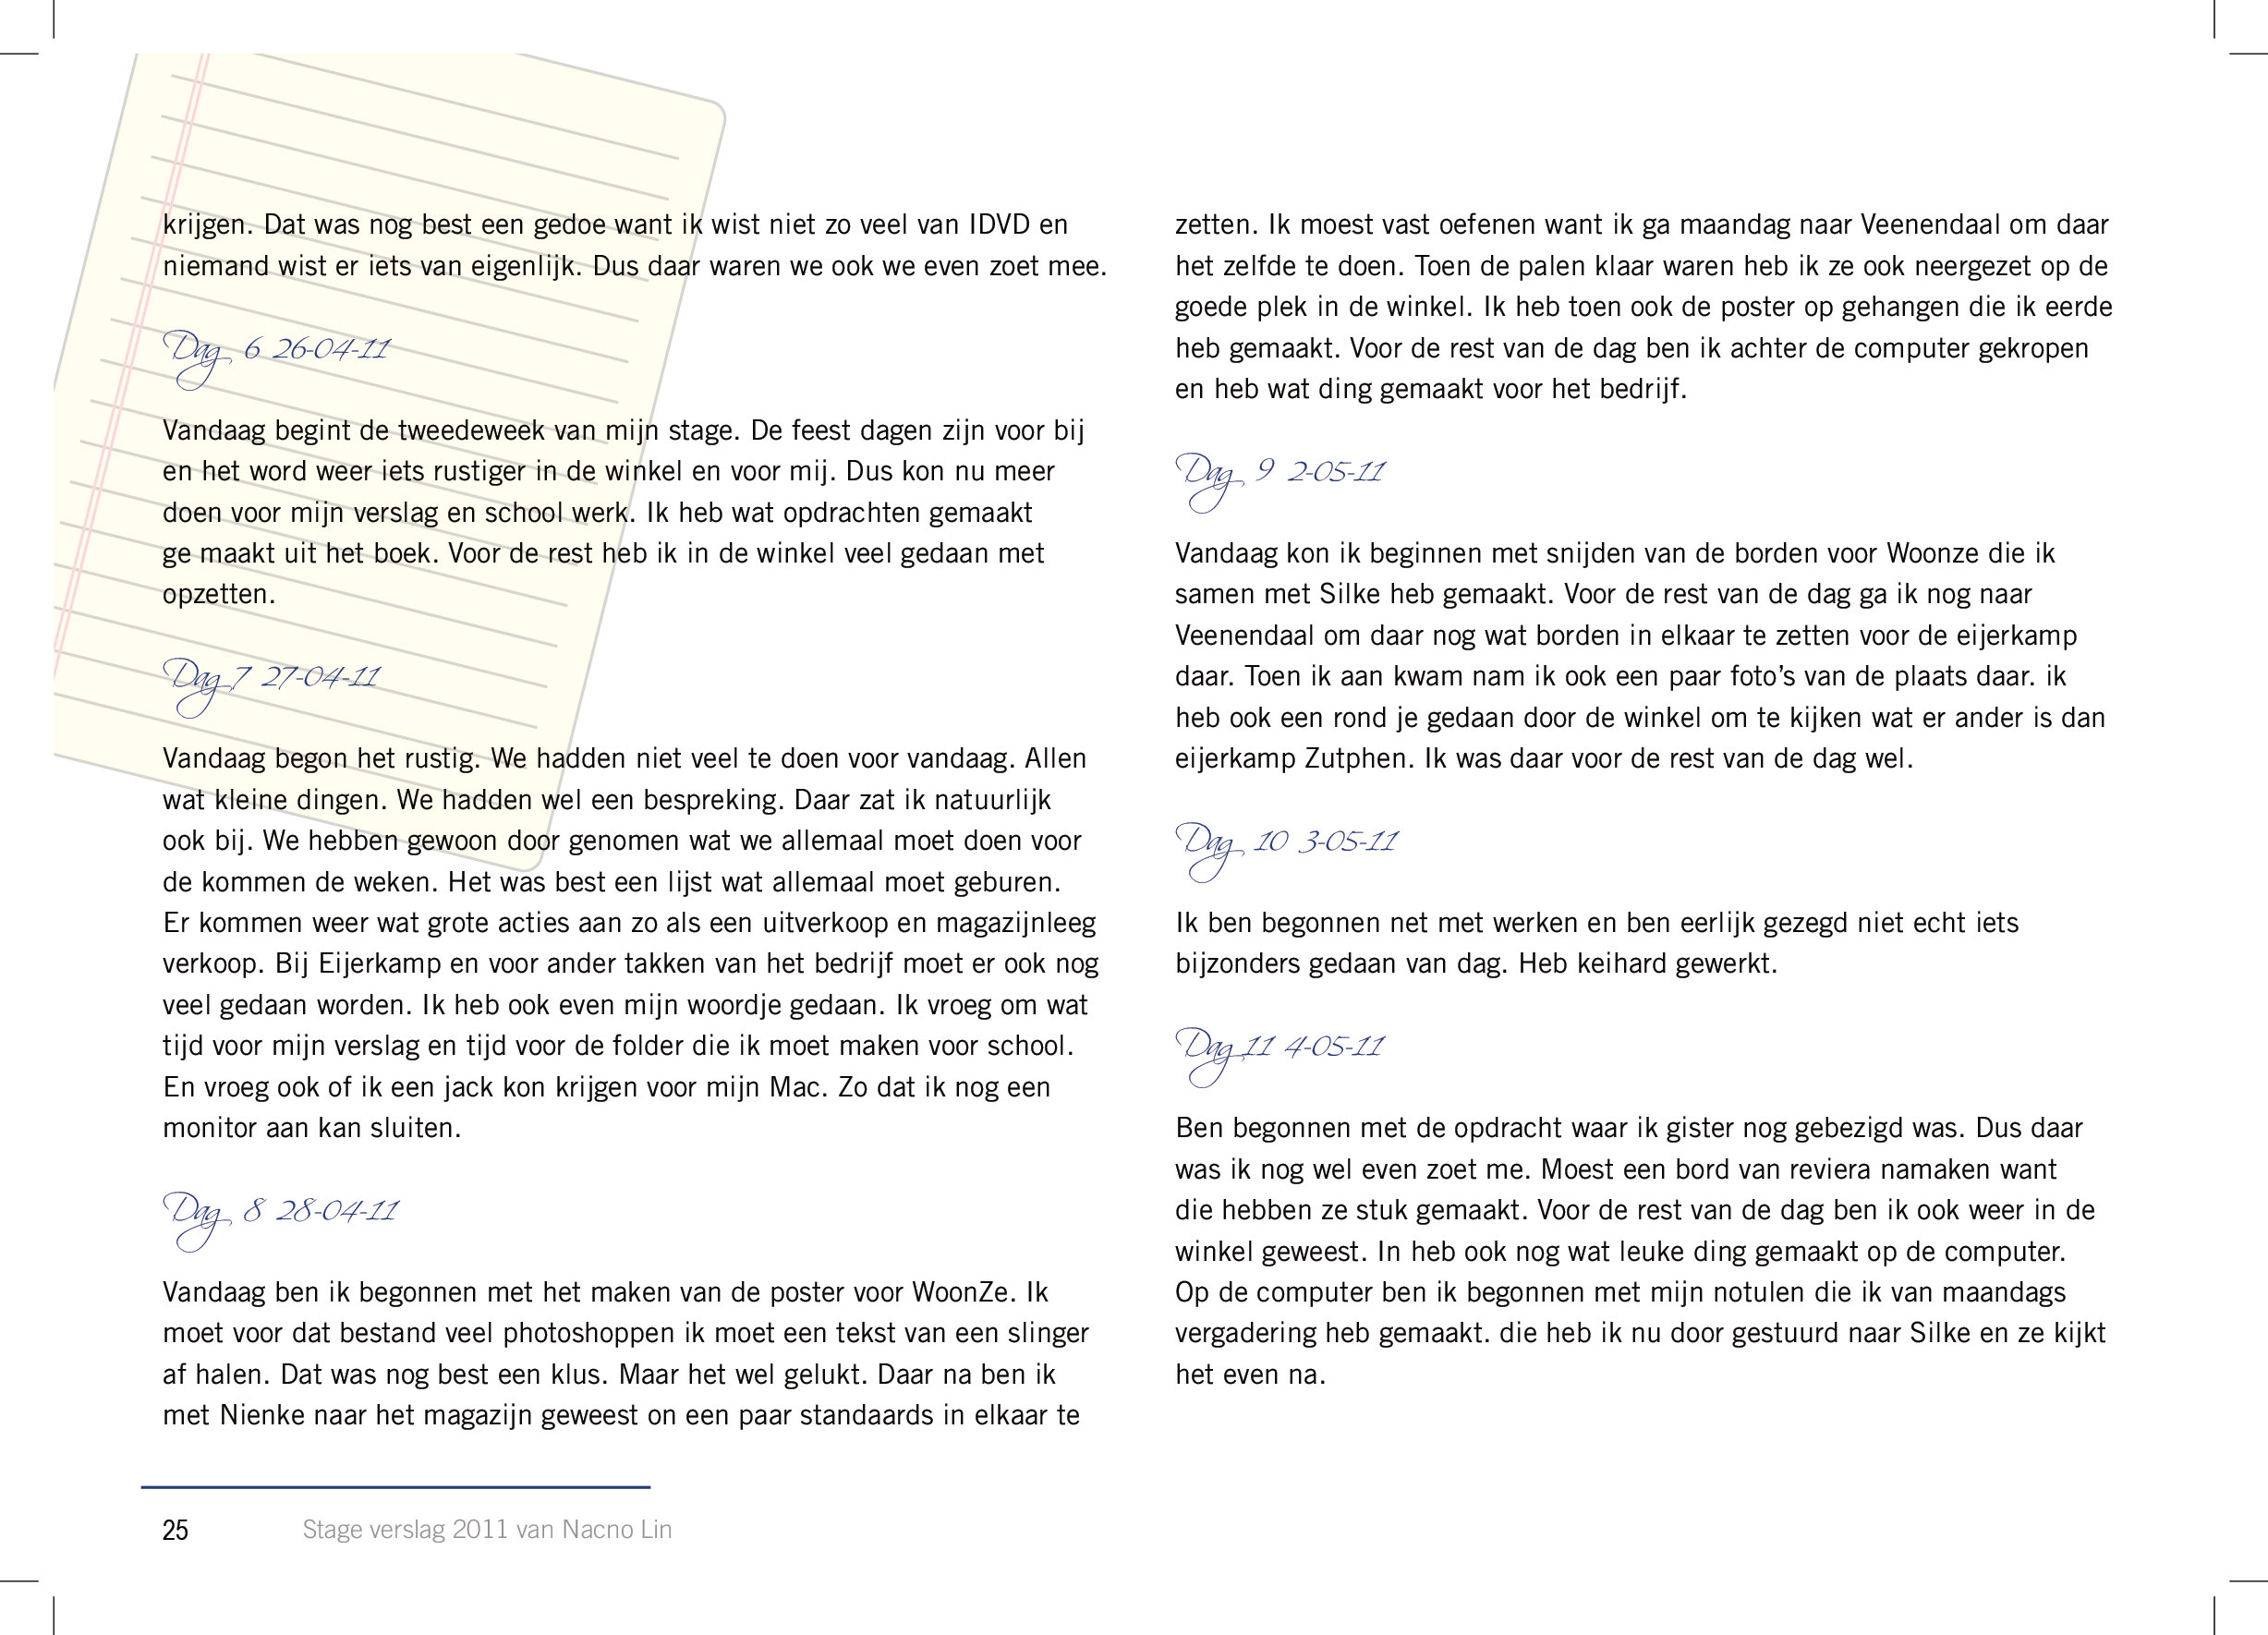 krijgen. Dat was nog best een gedoe want ik wist niet zo veel van IDVD en
niemand wist er iets van eigenlijk. Dus daar waren we ook we even zoet mee.
Dag 6 26-04-11
Vandaag begint de tweedeweek van mijn stage. De feest dagen zijn voor bij
en het word weer iets rustiger in de winkel en voor mij. Dus kon nu meer
doen voor mijn verslag en school werk. Ik heb wat opdrachten gemaakt
ge maakt uit het boek. Voor de rest heb ik in de winkel veel gedaan met
opzetten.
Dag 7 27-04-11
Vandaag begon het rustig. We hadden niet veel te doen voor vandaag. Allen
wat kleine dingen. We hadden wel een bespreking. Daar zat ik natuurlijk
ook bij. We hebben gewoon door genomen wat we allemaal moet doen voor
de kommen de weken. Het was best een lijst wat allemaal moet geburen.
Er kommen weer wat grote acties aan zo als een uitverkoop en magazijnleeg
verkoop. Bij Eijerkamp en voor ander takken van het bedrijf moet er ook nog
veel gedaan worden. Ik heb ook even mijn woordje gedaan. Ik vroeg om wat
tijd voor mijn verslag en tijd voor de folder die ik moet maken voor school.
En vroeg ook of ik een jack kon krijgen voor mijn Mac. Zo dat ik nog een
monitor aan kan sluiten.
Dag 8 28-04-11
Vandaag ben ik begonnen met het maken van de poster voor WoonZe. Ik
moet voor dat bestand veel photoshoppen ik moet een tekst van een slinger
af halen. Dat was nog best een klus. Maar het wel gelukt. Daar na ben ik
met Nienke naar het magazijn geweest on een paar standaards in elkaar te
zetten. Ik moest vast oefenen want ik ga maandag naar Veenendaal om daar
het zelfde te doen. Toen de palen klaar waren heb ik ze ook neergezet op de
goede plek in de winkel. Ik heb toen ook de poster op gehangen die ik eerde
heb gemaakt. Voor de rest van de dag ben ik achter de computer gekropen
en heb wat ding gemaakt voor het bedrijf.
Dag 9 2-05-11
Vandaag kon ik beginnen met snijden van de borden voor Woonze die ik
samen met Silke heb gemaakt. Voor de rest van de dag ga ik nog naar
Veenendaal om daar nog wat borden in elkaar te zetten voor de eijerkamp
daar. Toen ik aan kwam nam ik ook een paar foto’s van de plaats daar. ik
heb ook een rond je gedaan door de winkel om te kijken wat er ander is dan
eijerkamp Zutphen. Ik was daar voor de rest van de dag wel.
Dag 10 3-05-11
Ik ben begonnen net met werken en ben eerlijk gezegd niet echt iets
bijzonders gedaan van dag. Heb keihard gewerkt.
Dag 11 4-05-11
Ben begonnen met de opdracht waar ik gister nog gebezigd was. Dus daar
was ik nog wel even zoet me. Moest een bord van reviera namaken want
die hebben ze stuk gemaakt. Voor de rest van de dag ben ik ook weer in de
winkel geweest. In heb ook nog wat leuke ding gemaakt op de computer.
Op de computer ben ik begonnen met mijn notulen die ik van maandags
vergadering heb gemaakt. die heb ik nu door gestuurd naar Silke en ze kijkt
het even na.
25 Stage verslag 2011 van Nacno Lin